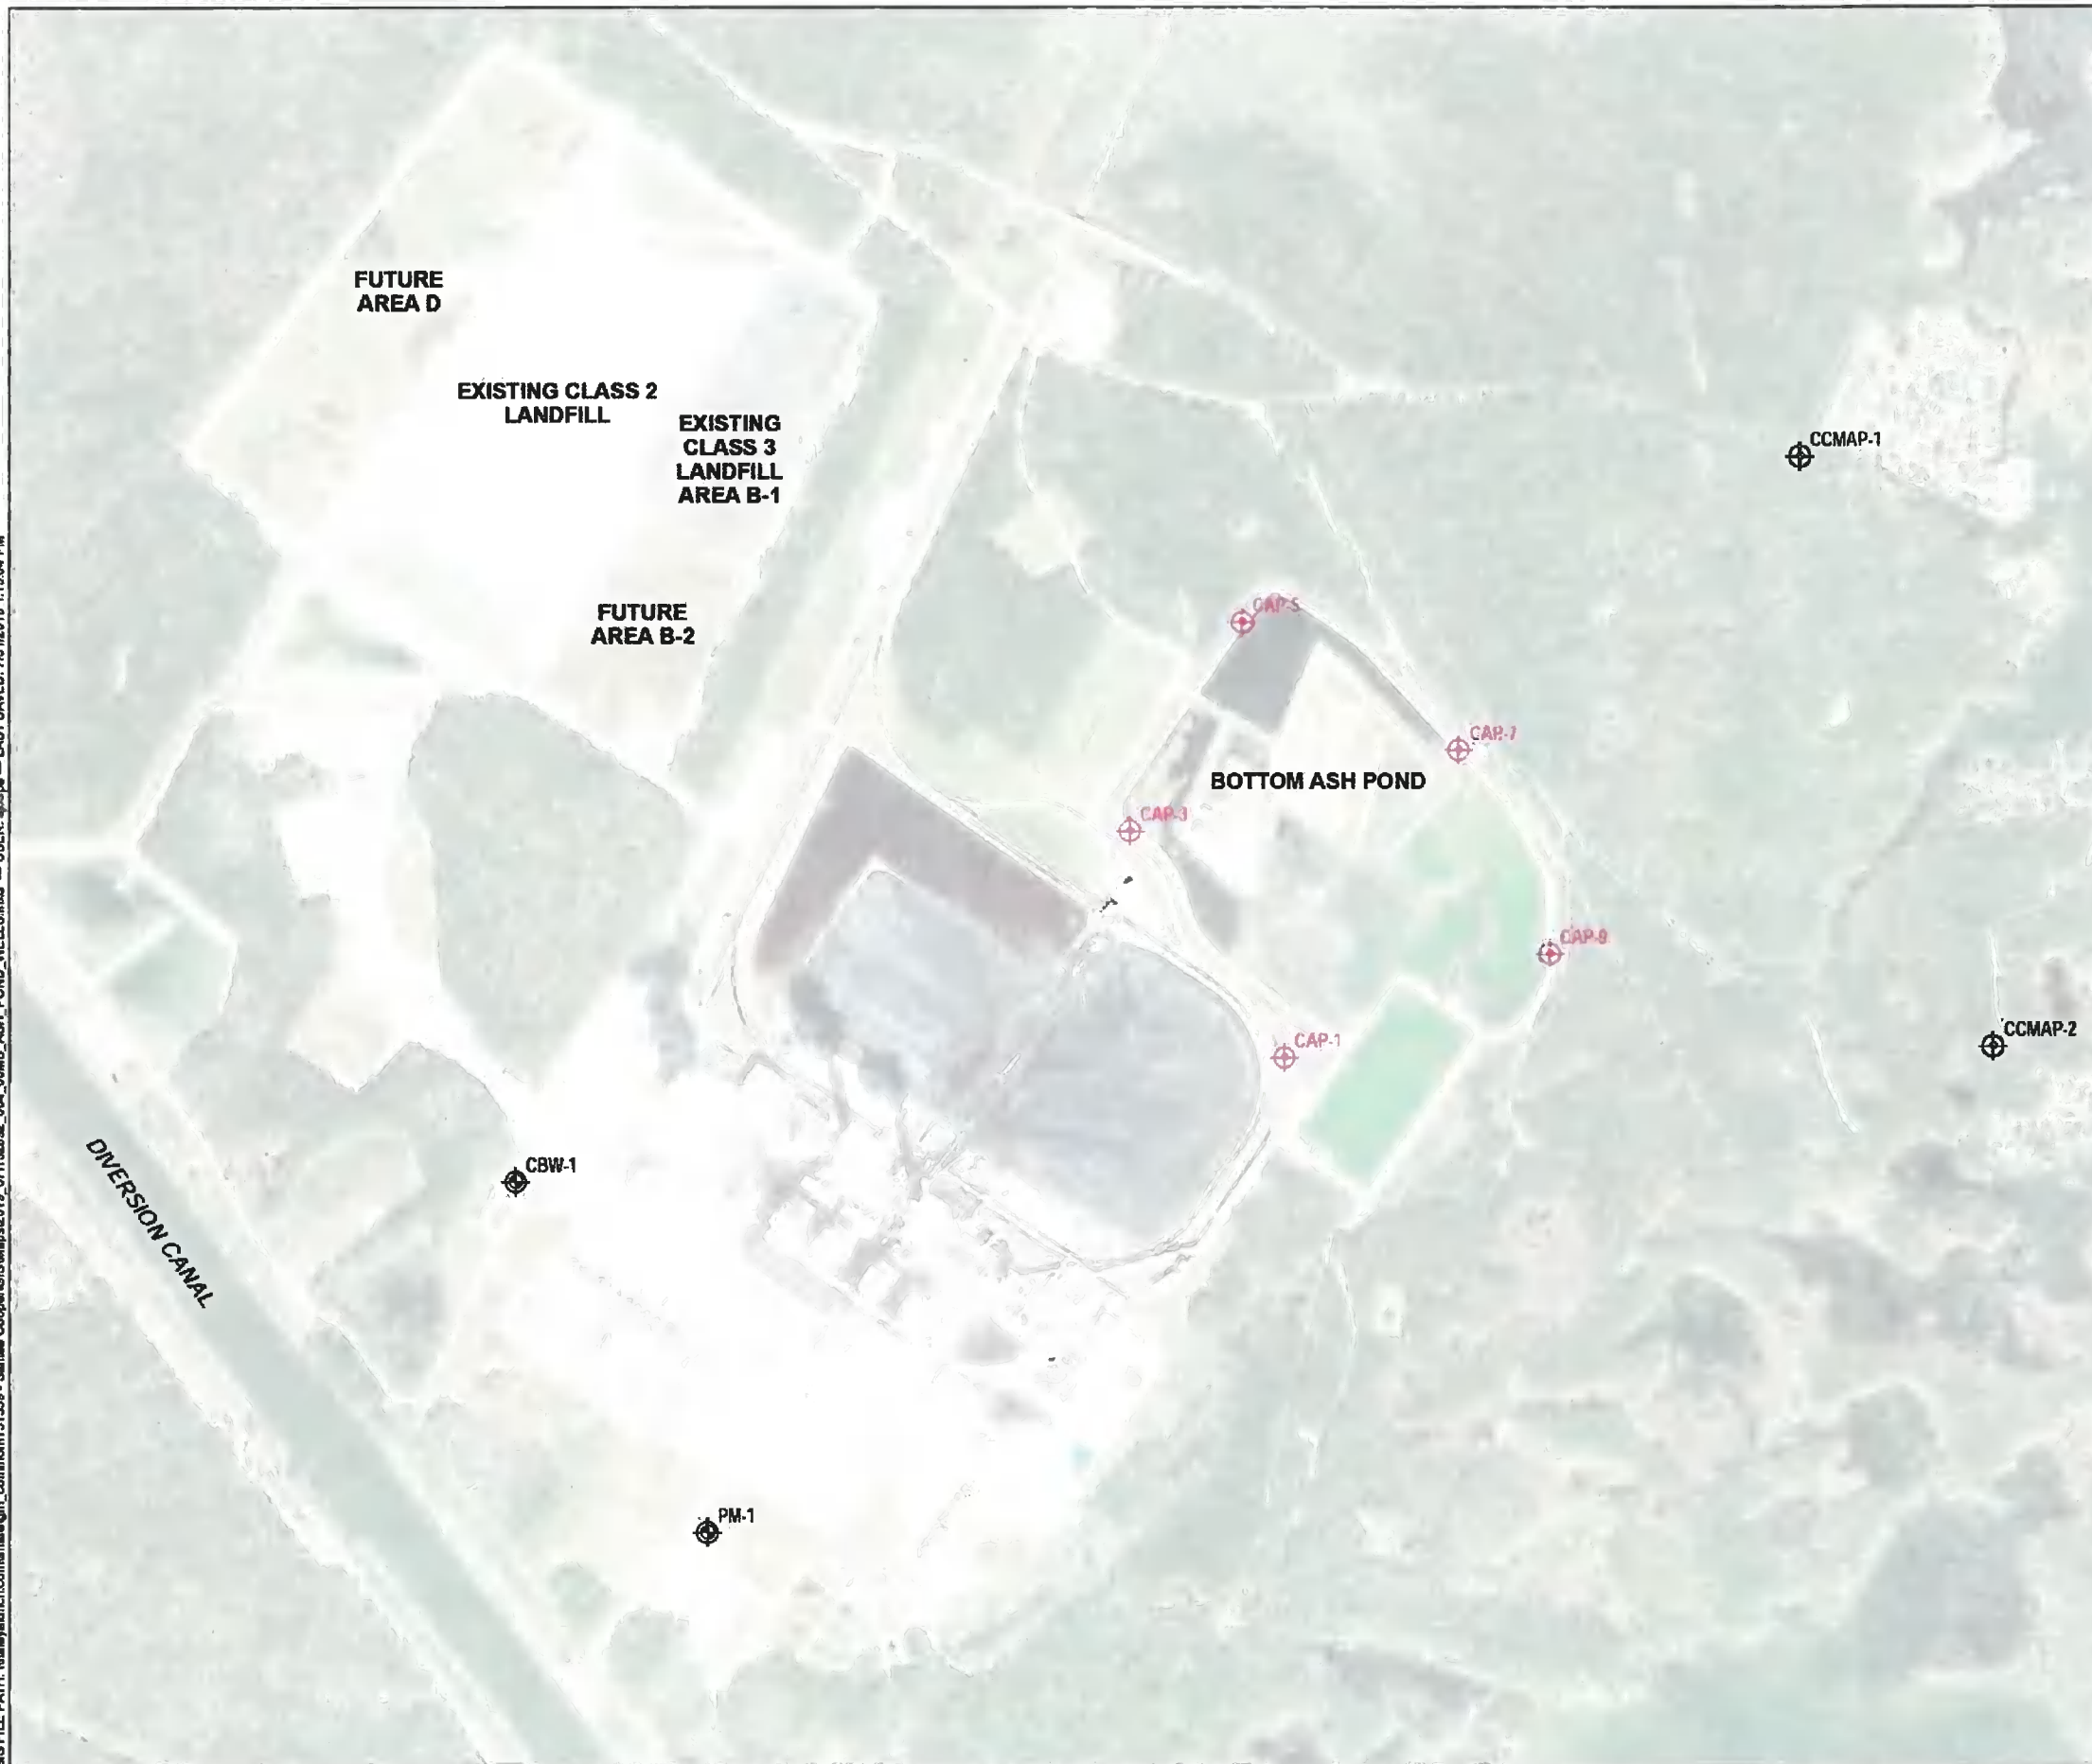 FUTURE
AREA D
EXISTING CLASS 2
LANDFILL
EXISTING
CLASS 3
LANDFILL
AREA B-1
CCMAP-1
FUTURE
AREA B-2
CAP-5
CAP-7
BOTTOM ASH POND
CAP-3
CAP-9
CAP-1
CCMAP-2
CBW-1
DIVERSION CANAL
PM-1